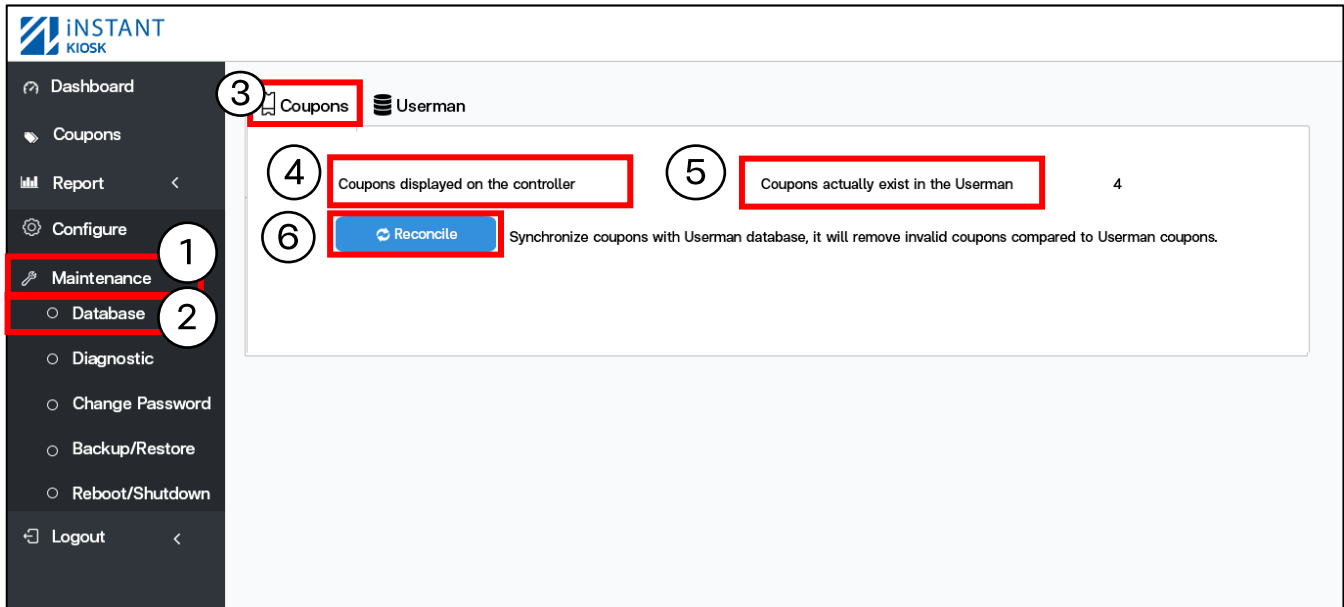 iNSTANT
KIOSK
Dashboard
Coupons
Report
Configure
1
Maintenance
Database
2
Diagnostic
Change Password
Backup/Restore
Reboot/Shutdown
Logout
3
Coupons
Userman
4
Coupons displayed on the controller
5
Coupons actually exist in the Userman
4
6
Reconcile
Synchronize coupons with Userman database, it will remove invalid coupons compared to Userman coupons.